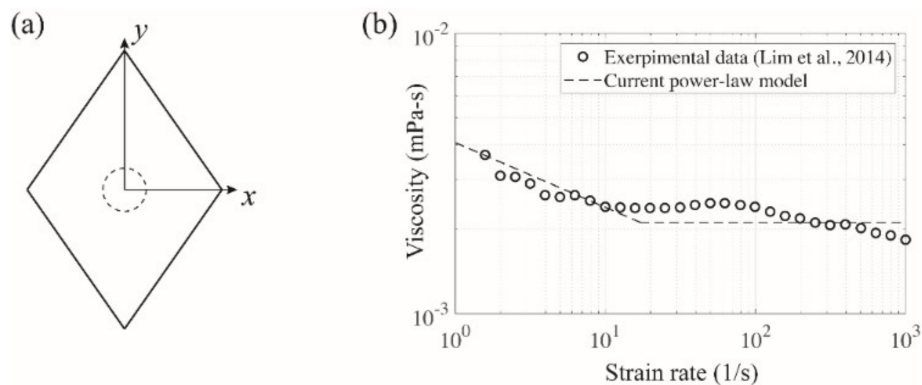 (a)
y
x
(b)
10^-2
Exerpimental data (Lim et al., 2014)
Current power-law model
Viscosity (mPa-s)
10^-3
10^0 10^1 10^2 10^3
Strain rate (1/s)